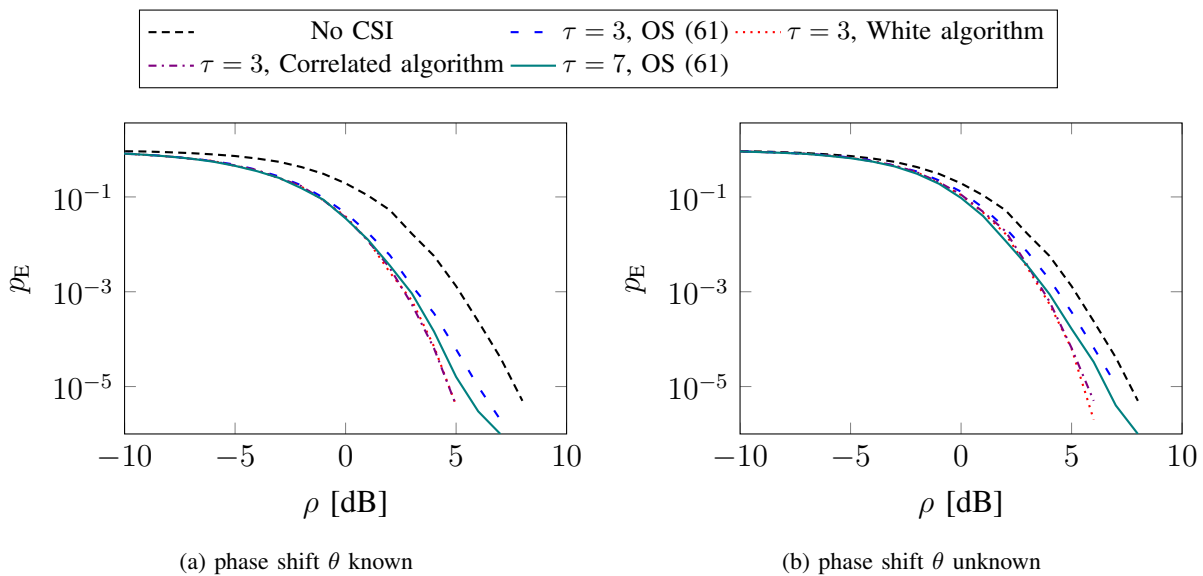 No CSI
τ = 3, OS (61)
τ = 3, White algorithm
τ = 3, Correlated algorithm
τ = 7, OS (61)
10⁻¹
10⁻³
10⁻⁵
pE
−10 −5 0 5 10
ρ [dB]
(a) phase shift θ known
10⁻¹
10⁻³
10⁻⁵
pE
−10 −5 0 5 10
ρ [dB]
(b) phase shift θ unknown